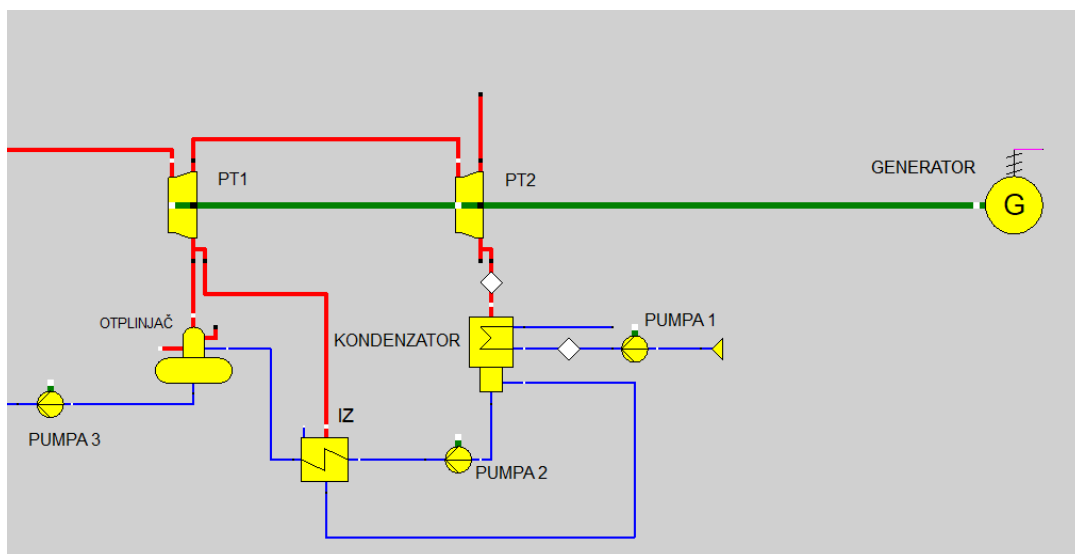 PT1
PT2
GENERATOR
G
OTPLINJAČ
KONDENZATOR
PUMPA 1
IZ
PUMPA 3
PUMPA 2